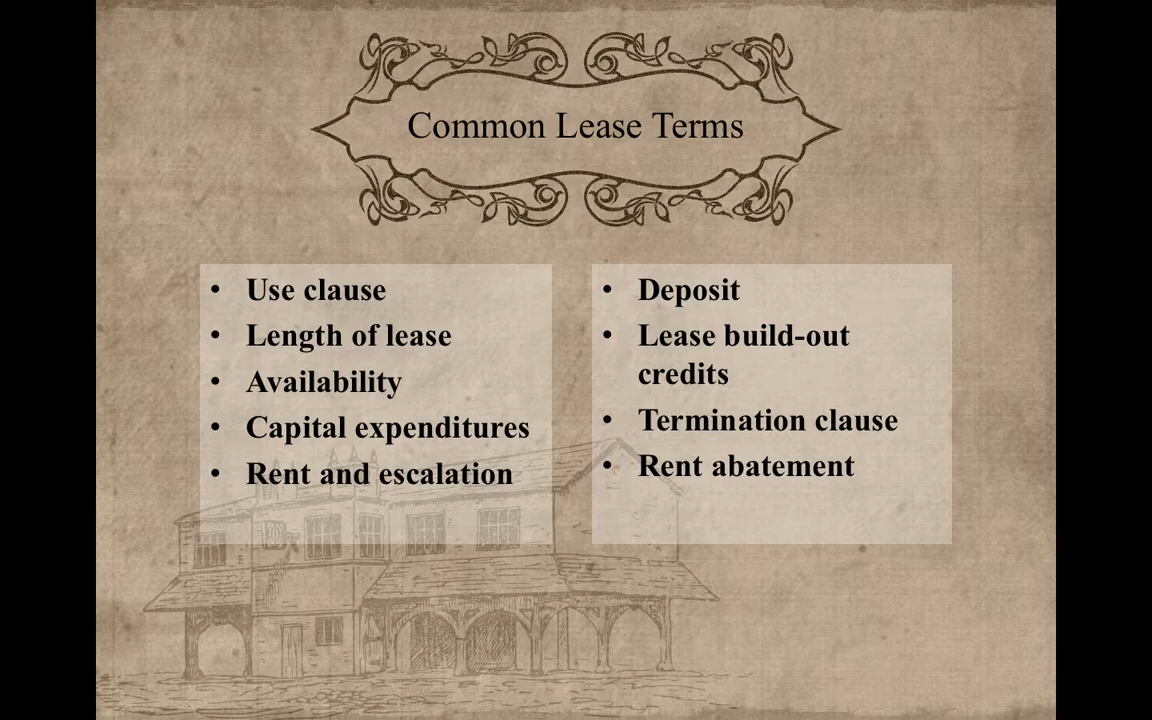 Common Lease Terms
• Use clause
• Length of lease
• Availability
• Capital expenditures
• Rent and escalation
• Deposit
• Lease build-out
credits
• Termination clause
• Rent abatement